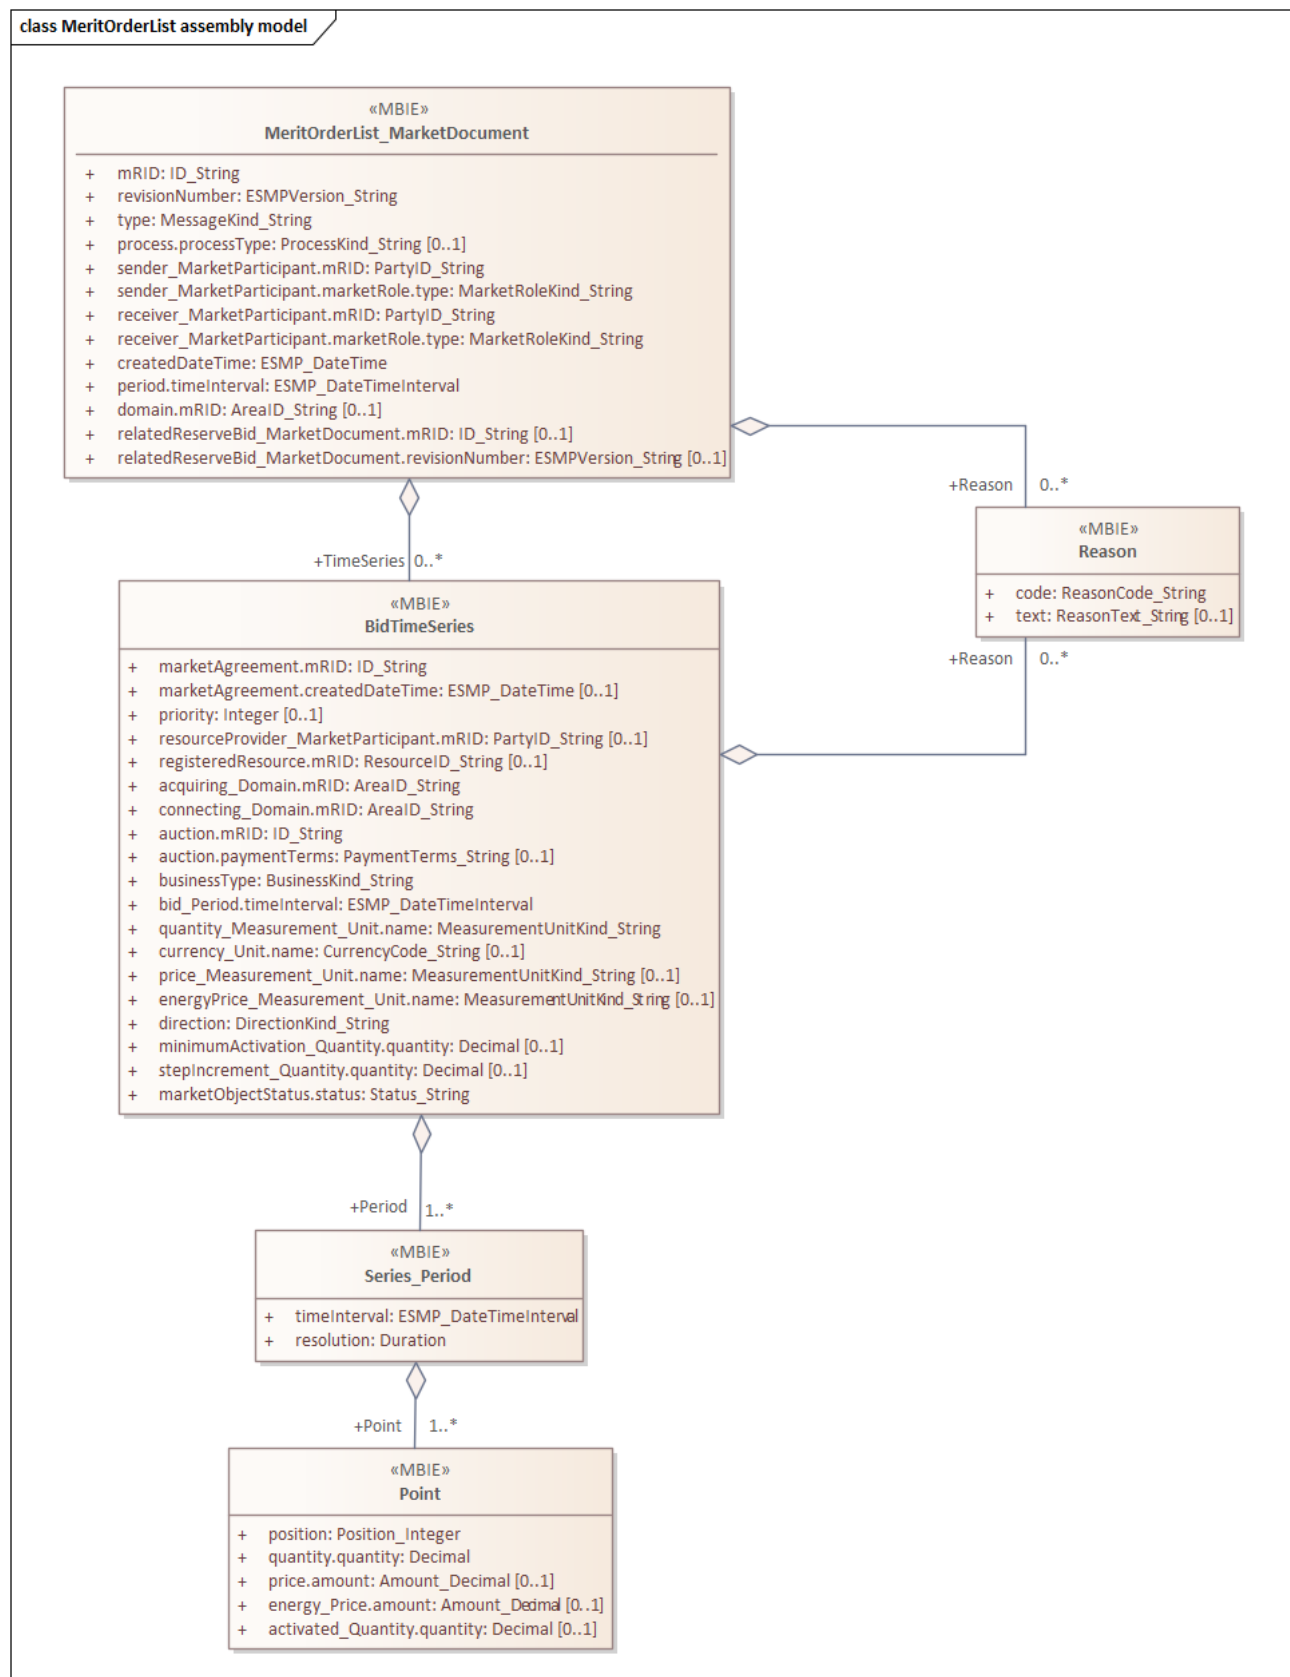 class MeritOrderList assembly model
«MBIE»
MeritOrderList_MarketDocument
+ mRID: ID_String
+ revisionNumber: ESMPVersion_String
+ type: MessageKind_String
+ process.processType: ProcessKind_String [0..1]
+ sender_MarketParticipant.mRID: PartyID_String
+ sender_MarketParticipant.marketRole.type: MarketRoleKind_String
+ receiver_MarketParticipant.mRID: PartyID_String
+ receiver_MarketParticipant.marketRole.type: MarketRoleKind_String
+ createdDateTime: ESMP_DateTime
+ period.timeInterval: ESMP_DateTimeInterval
+ domain.mRID: AreaID_String [0..1]
+ relatedReserveBid_MarketDocument.mRID: ID_String [0..1]
+ relatedReserveBid_MarketDocument.revisionNumber: ESMPVersion_String [0..1]
+Reason 0..*
«MBIE»
Reason
+ code: ReasonCode_String
+ text: ReasonText_String [0..1]
+Reason 0..*
+TimeSeries 0..*
«MBIE»
BidTimeSeries
+ marketAgreement.mRID: ID_String
+ marketAgreement.createdDateTime: ESMP_DateTime [0..1]
+ priority: Integer [0..1]
+ resourceProvider_MarketParticipant.mRID: PartyID_String [0..1]
+ registeredResource.mRID: ResourceID_String [0..1]
+ acquiring_Domain.mRID: AreaID_String
+ connecting_Domain.mRID: AreaID_String
+ auction.mRID: ID_String
+ auction.paymentTerms: PaymentTerms_String [0..1]
+ businessType: BusinessKind_String
+ bid_Period.timeInterval: ESMP_DateTimeInterval
+ quantity_Measurement_Unit.name: MeasurementUnitKind_String
+ currency_Unit.name: CurrencyCode_String [0..1]
+ price_Measurement_Unit.name: MeasurementUnitKind_String [0..1]
+ energyPrice_Measurement_Unit.name: MeasurementUnitKind_String [0..1]
+ direction: DirectionKind_String
+ minimumActivation_Quantity.quantity: Decimal [0..1]
+ stepIncrement_Quantity.quantity: Decimal [0..1]
+ marketObjectStatus.status: Status_String
+Period 1..*
«MBIE»
Series_Period
+ timeInterval: ESMP_DateTimeInterval
+ resolution: Duration
+Point 1..*
«MBIE»
Point
+ position: Position_Integer
+ quantity.quantity: Decimal
+ price.amount: Amount_Decimal [0..1]
+ energy_Price.amount: Amount_Decimal [0..1]
+ activated_Quantity.quantity: Decimal [0..1]